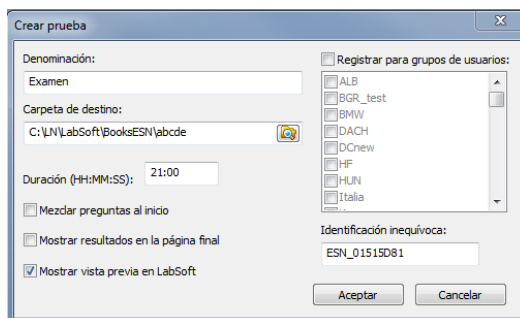 Crear prueba
Denominación:
Examen
Carpeta de destino:
C:\LN\LabSoft\BooksESN\abcde
Duración (HH:MM:SS):
21:00
Mezclar preguntas al inicio
Mostrar resultados en la página final
Mostrar vista previa en LabSoft
Registrar para grupos de usuarios:
ALB
BGR_test
BMW
DACH
DCnew
HF
HUN
Italia
Identificación inequívoca:
ESN_01515D81
Aceptar
Cancelar